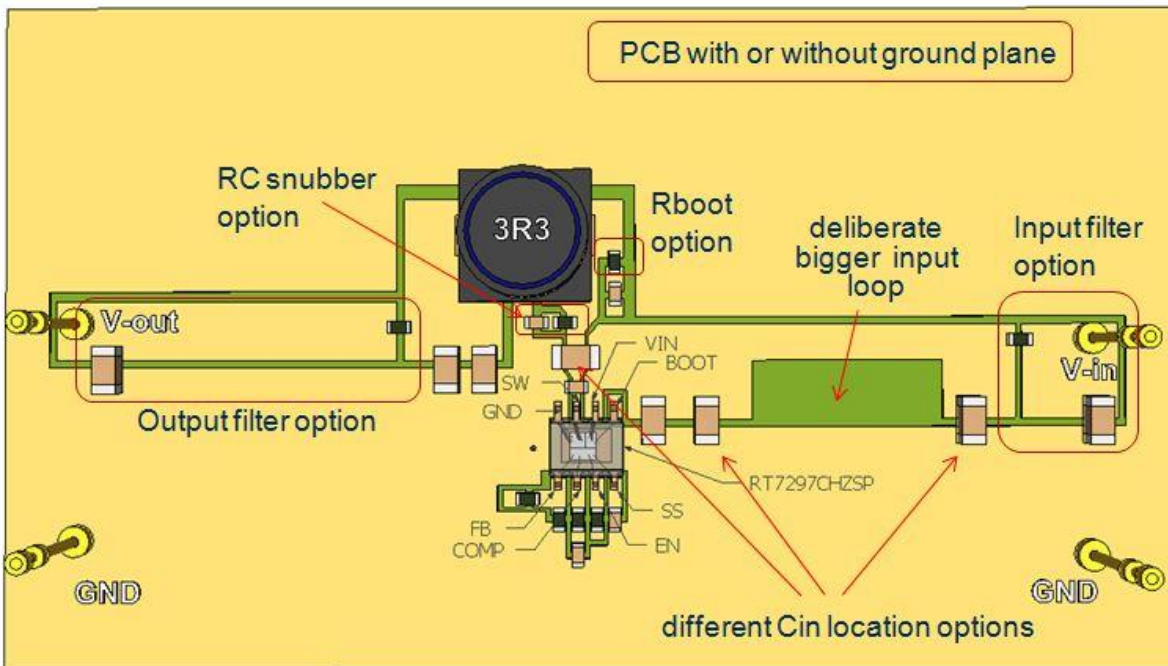 PCB with or without ground plane
RC snubber
option
3R3
Rboot
option
deliberate
bigger input
loop
Input filter
option
V-out
VIN
BOOT
V-in
SW
GND
Output filter option
RT7297CHZSP
FB
SS
COMP
EN
GND
GND
different Cin location options